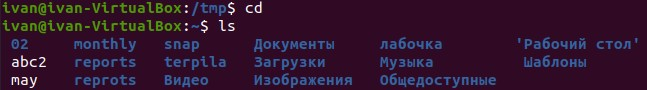 ivan@ivan-VirtualBox:/tmp$ cd
ivan@ivan-VirtualBox:~$ ls
02 monthly snap Документы лабочка 'Рабочий стол'
abc2 reports terpila Загрузки Музыка Шаблоны
may reprots Видео Изображения Общедоступные